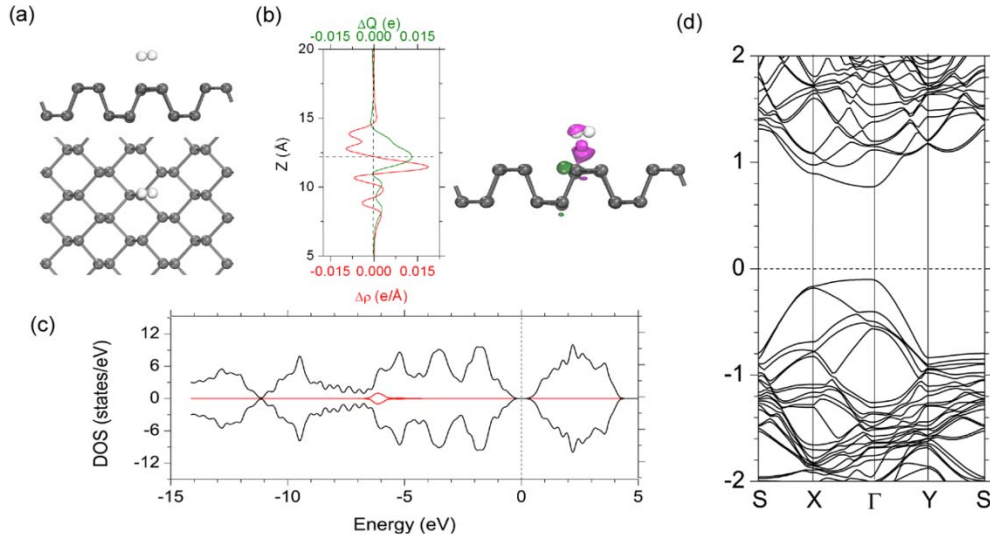 (a)
(b)
ΔQ (e)
-0.015 0.000 0.015
20
15
10
5
Z (Å)
-0.015 0.000 0.015
Δρ (e/Å)
(c)
12
6
0
-6
-12
DOS (states/eV)
-15 -10 -5 0 5
Energy (eV)
(d)
2
1
0
-1
-2
S X Γ Y S